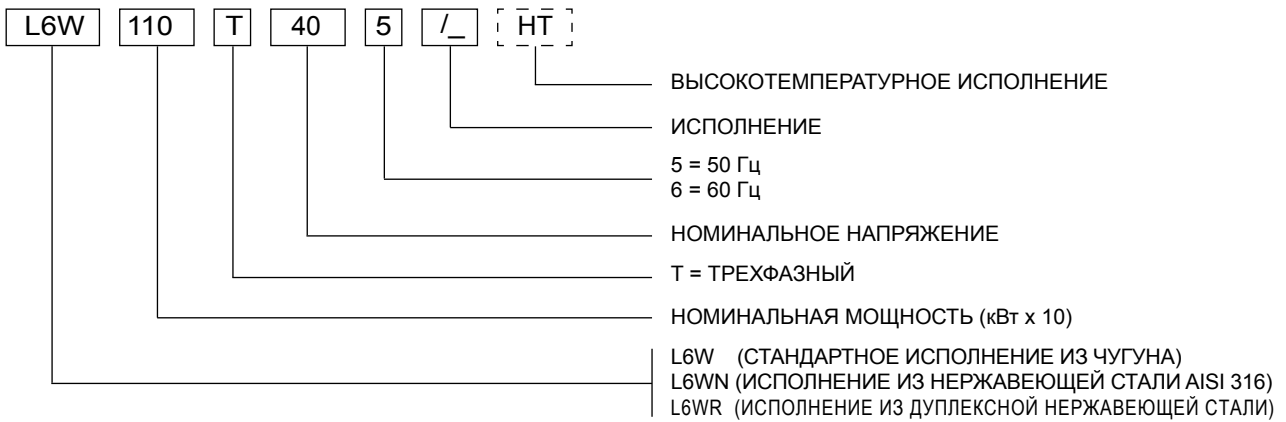 L6W 110 T 40 5 /_ HT
ВЫСОКОТЕМПЕРАТУРНОЕ ИСПОЛНЕНИЕ
ИСПОЛНЕНИЕ
5 = 50 Гц
6 = 60 Гц
НОМИНАЛЬНОЕ НАПРЯЖЕНИЕ
Т = ТРЕХФАЗНЫЙ
НОМИНАЛЬНАЯ МОЩНОСТЬ (кВт x 10)
L6W (СТАНДАРТНОЕ ИСПОЛНЕНИЕ ИЗ ЧУГУНА)
L6WN (ИСПОЛНЕНИЕ ИЗ НЕРЖАВЕЮЩЕЙ СТАЛИ AISI 316)
L6WR (ИСПОЛНЕНИЕ ИЗ ДУПЛЕКСНОЙ НЕРЖАВЕЮЩЕЙ СТАЛИ)